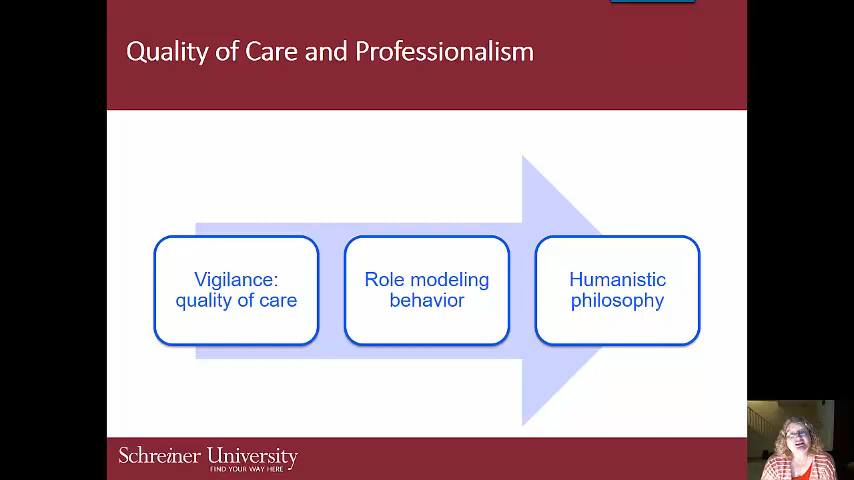 Quality of Care and Professionalism
Vigilance:
quality of care
Role modeling
behavior
Humanistic
philosophy
Schreiner University
FIND YOUR WAY HERE